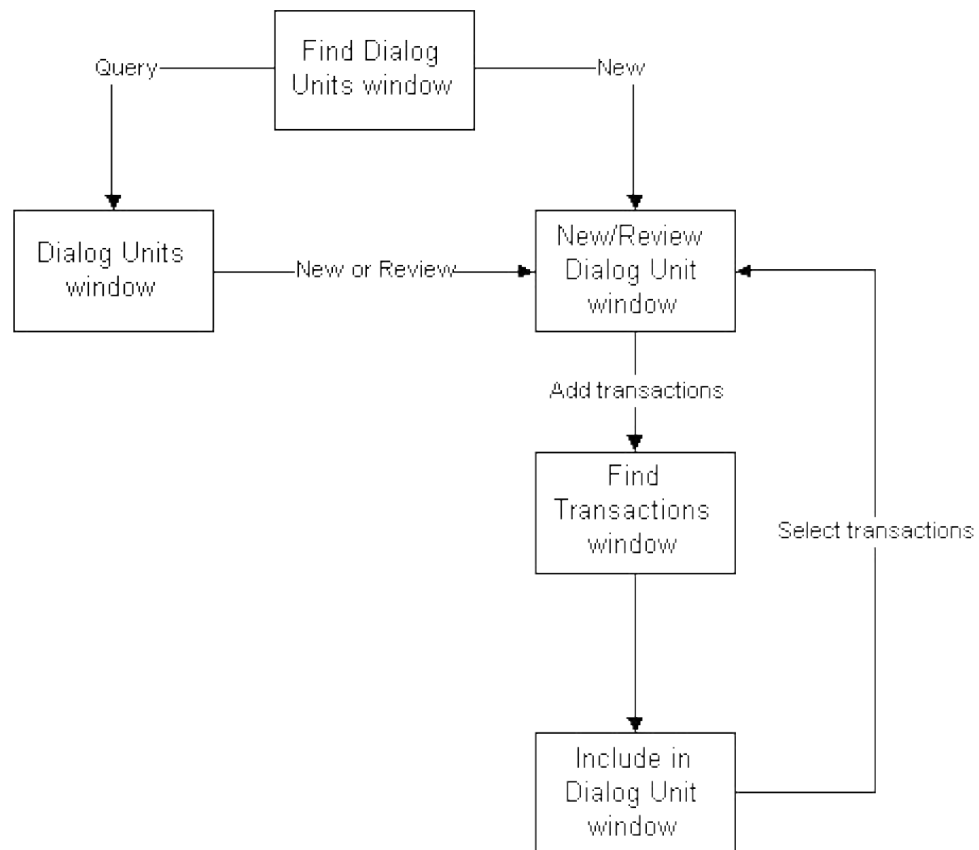 Find Dialog
Units window
Query
New
Dialog Units
window
New or Review
New/Review
Dialog Unit
window
Add transactions
Find
Transactions
window
Select transactions
Include in
Dialog Unit
window